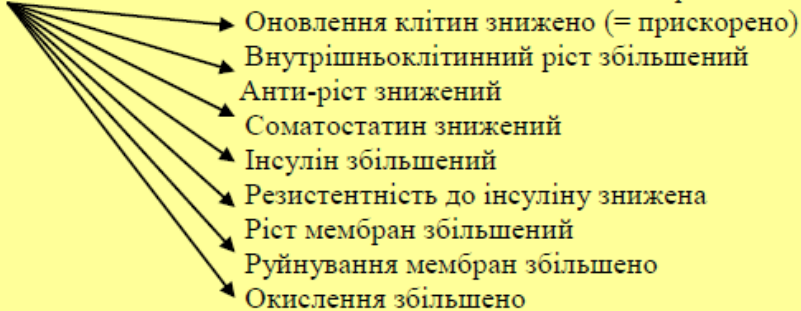 Оновлення клітин знижено (= прискорено)
Внутрішньоклітинний ріст збільшений
Анти-ріст знижений
Соматостатин знижений
Інсулін збільшений
Резистентність до інсуліну знижена
Ріст мембран збільшений
Руйнування мембран збільшено
Окислення збільшено